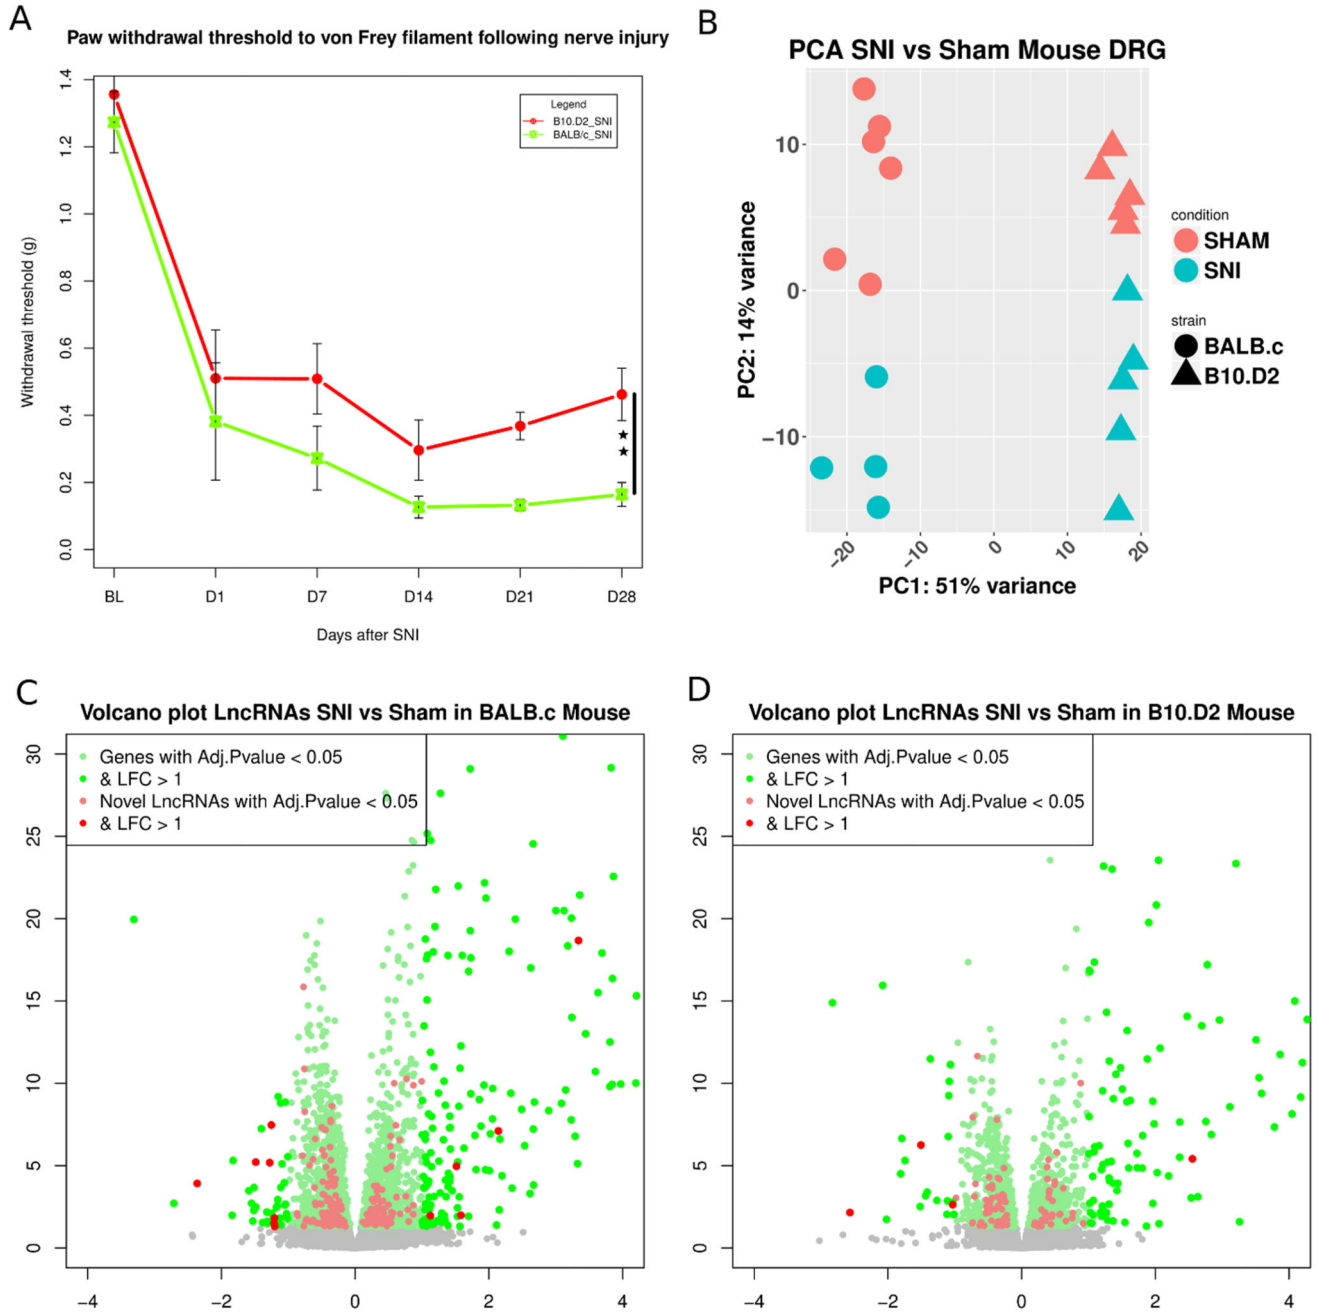 A
Paw withdrawal threshold to von Frey filament following nerve injury
Withdrawal threshold (g)
1.4
1.2
1.0
0.8
0.6
0.4
0.2
0.0
Legend
B10.D2_SNI
BALB/c_SNI
BL
D1
D7
D14
D21
D28
Days after SNI
B
PCA SNI vs Sham Mouse DRG
PC2: 14% variance
10
0
−10
−20
−10
0
10
20
PC1: 51% variance
condition
SHAM
SNI
strain
BALB.c
B10.D2
C
Volcano plot LncRNAs SNI vs Sham in BALB.c Mouse
Genes with Adj.Pvalue < 0.05
& LFC > 1
Novel LncRNAs with Adj.Pvalue < 0.05
& LFC > 1
30
25
20
15
10
5
0
−4
−2
0
2
4
D
Volcano plot LncRNAs SNI vs Sham in B10.D2 Mouse
Genes with Adj.Pvalue < 0.05
& LFC > 1
Novel LncRNAs with Adj.Pvalue < 0.05
& LFC > 1
30
25
20
15
10
5
0
−4
−2
0
2
4